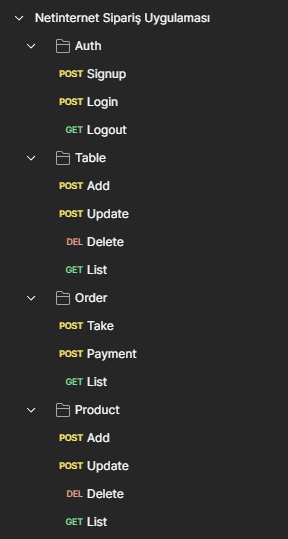 Netinternet Sipariş Uygulaması
Auth
POST Signup
POST Login
GET Logout
Table
POST Add
POST Update
DEL Delete
GET List
Order
POST Take
POST Payment
GET List
Product
POST Add
POST Update
DEL Delete
GET List